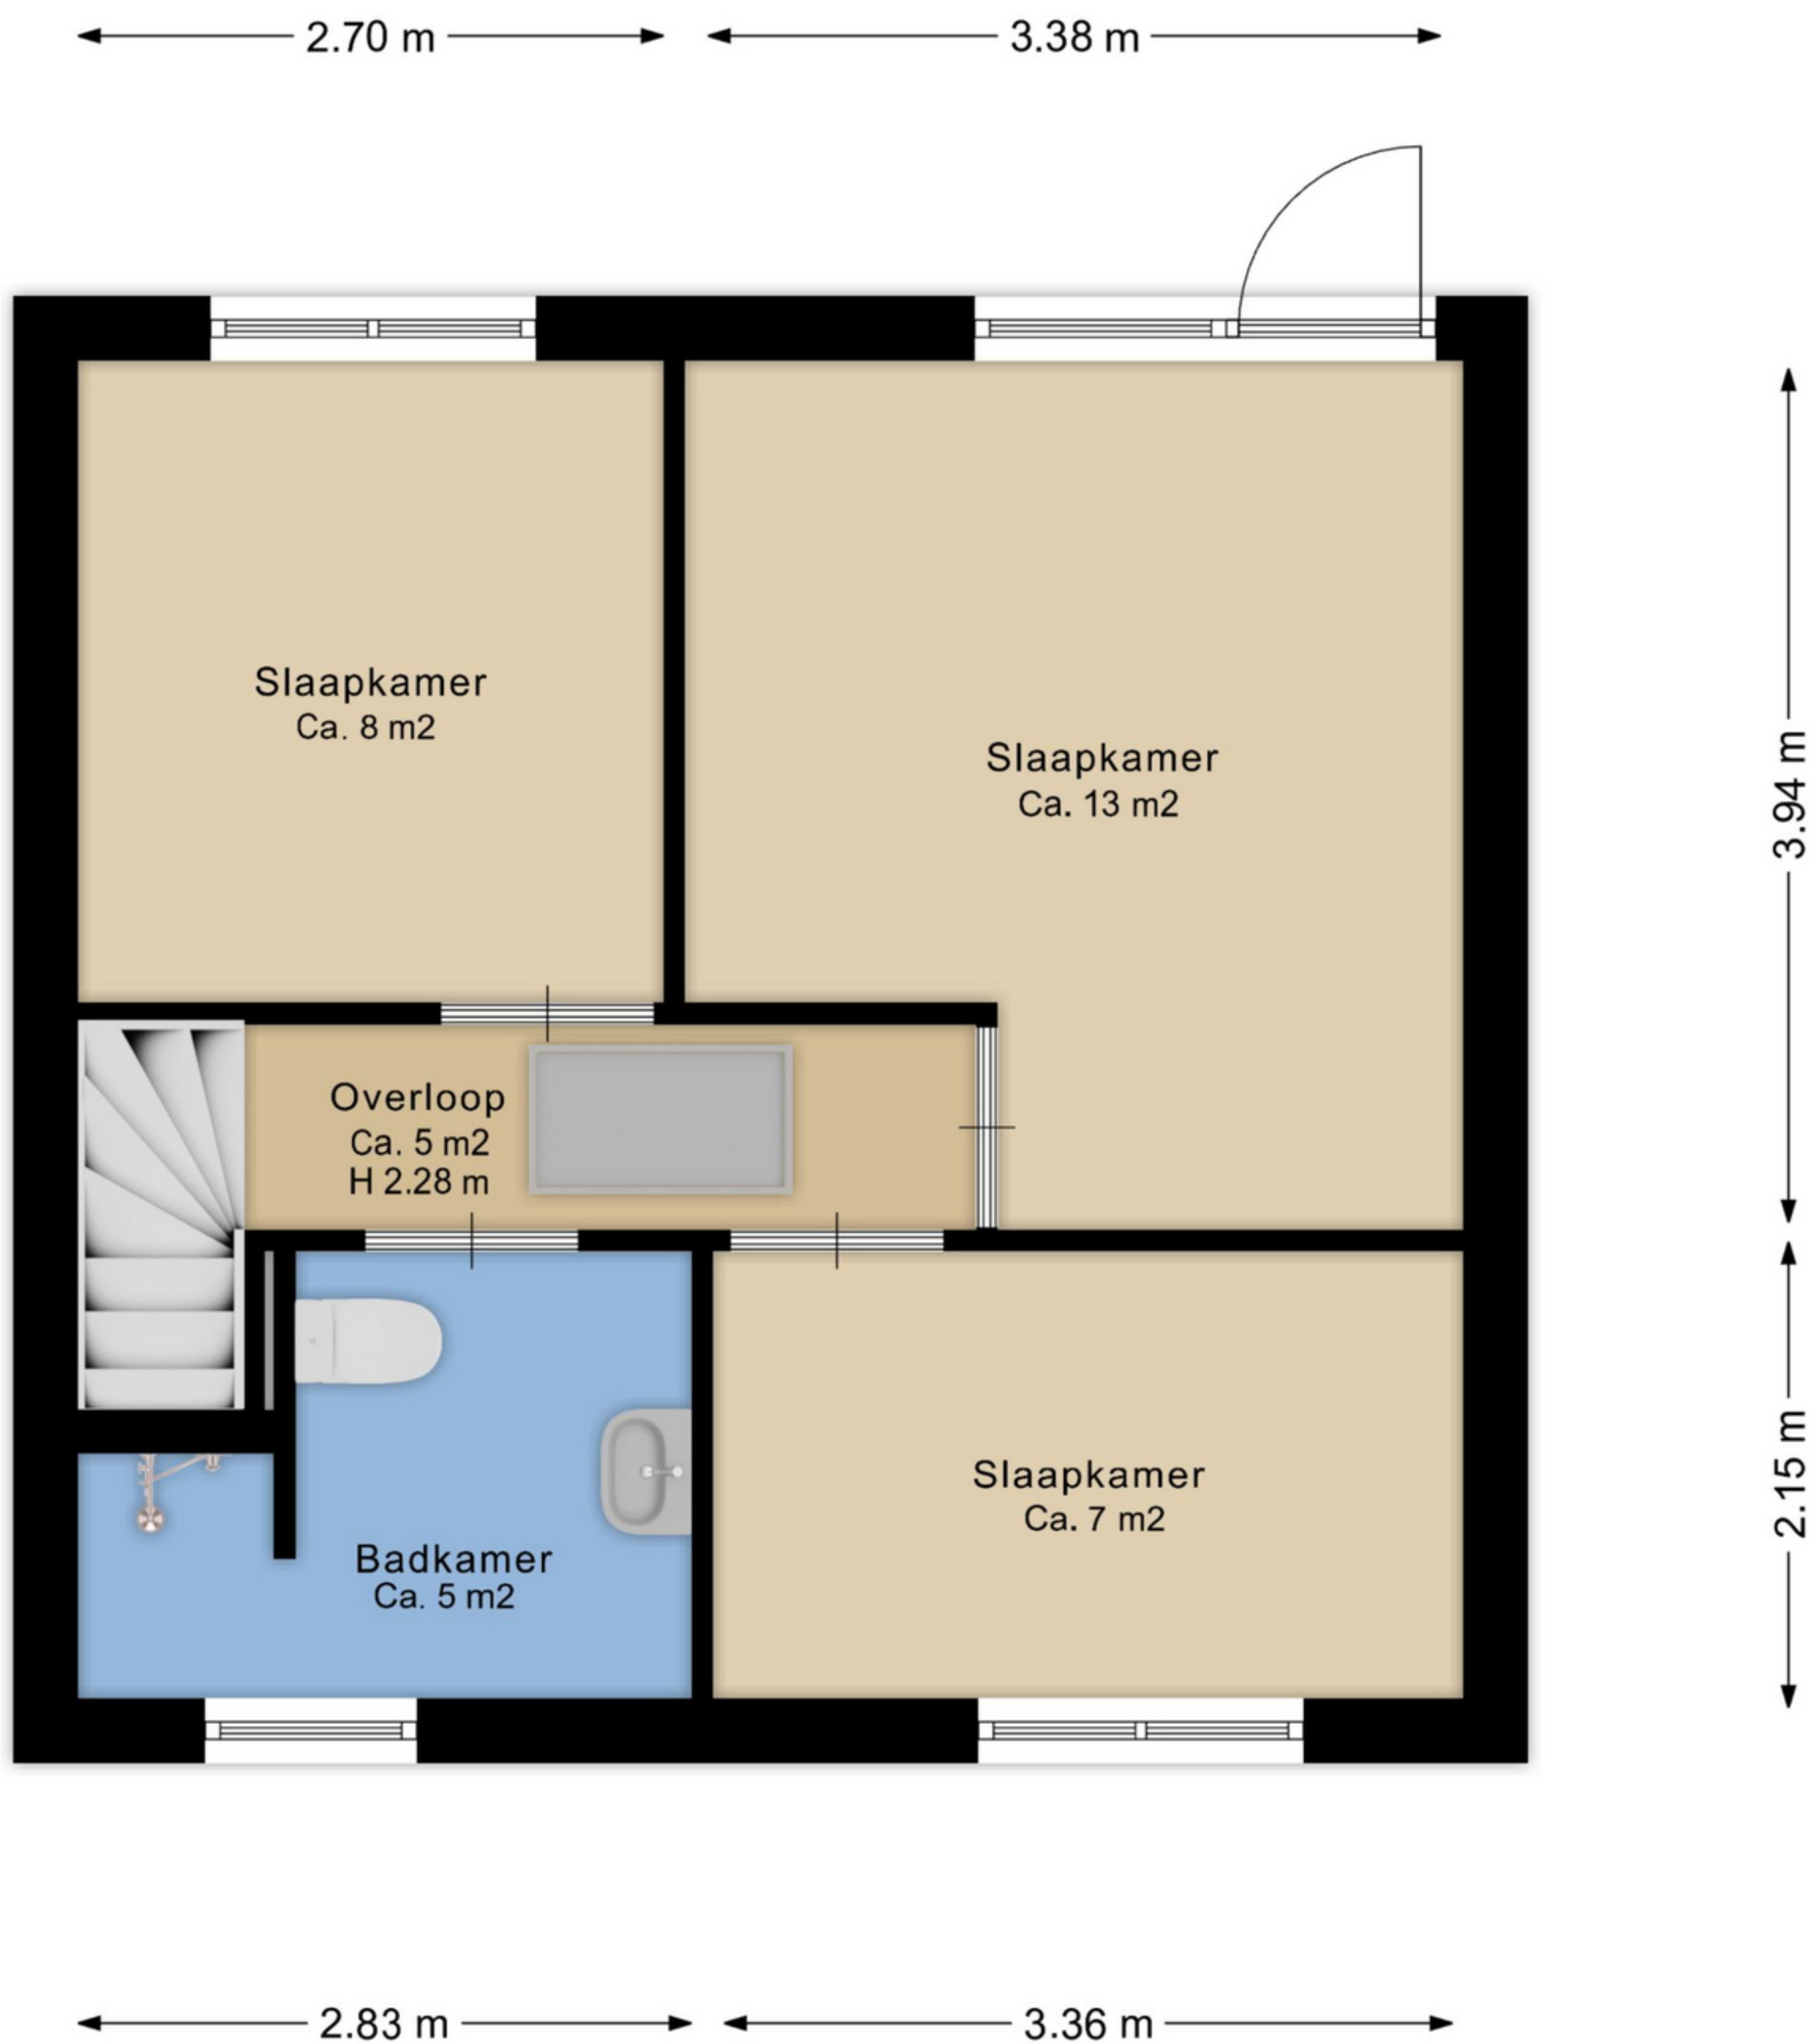 2.70 m
3.38 m
Slaapkamer
Ca. 8 m2
Slaapkamer
Ca. 13 m2
3.94 m
Overloop
Ca. 5 m2
H 2.28 m
Slaapkamer
Ca. 7 m2
2.15 m
Badkamer
Ca. 5 m2
2.83 m
3.36 m